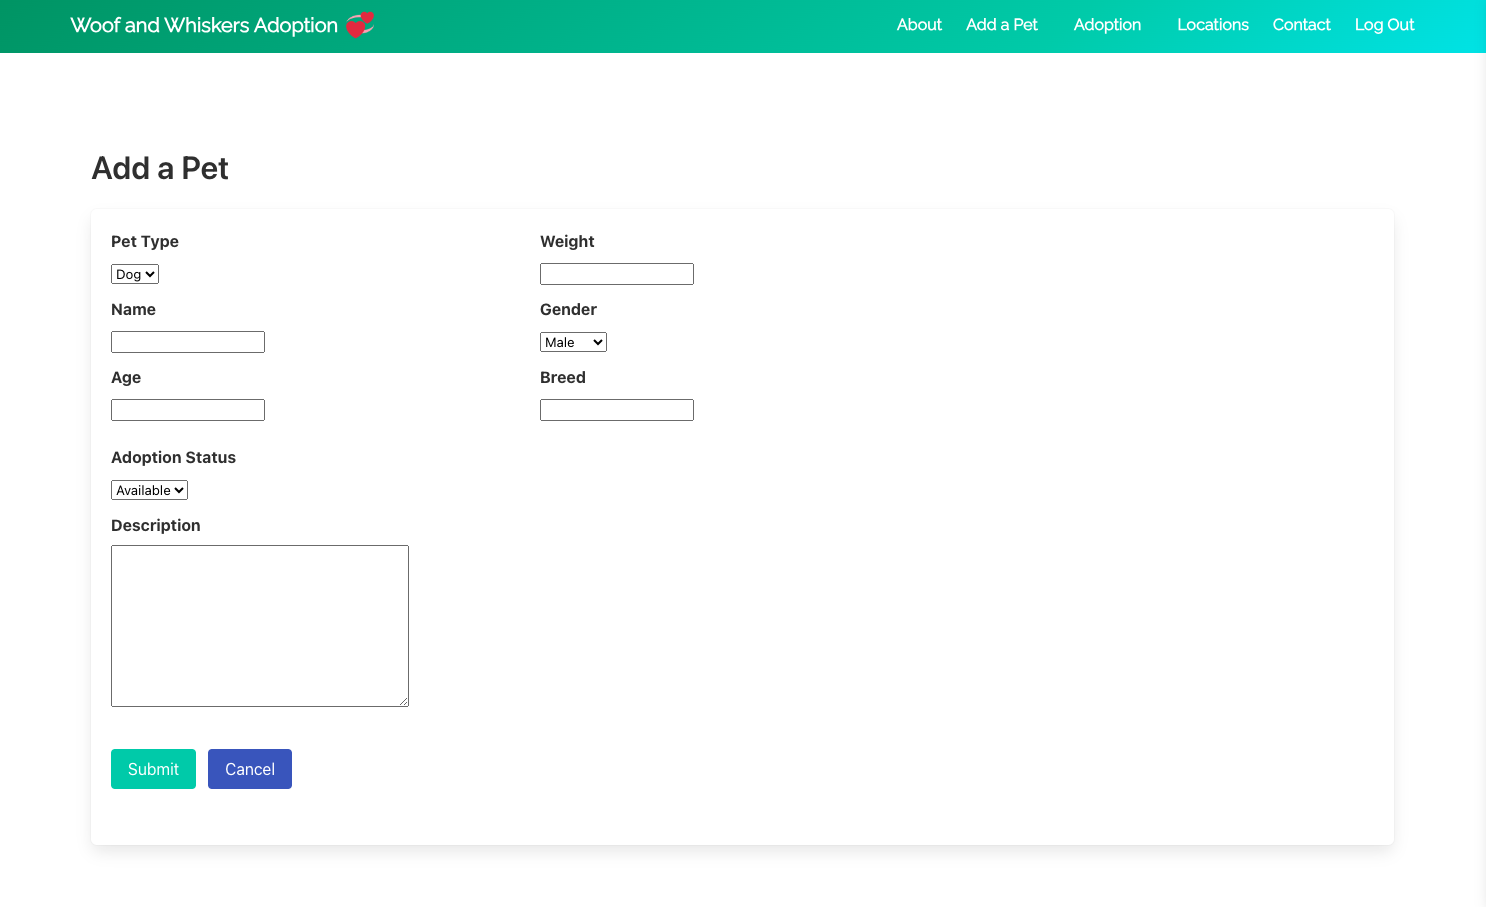 Woof and Whiskers Adoption 💞
About Add a Pet Adoption Locations Contact Log Out
Add a Pet
Pet Type
Dog
Weight
Name
Gender
Male
Age
Breed
Adoption Status
Available
Description
Submit Cancel